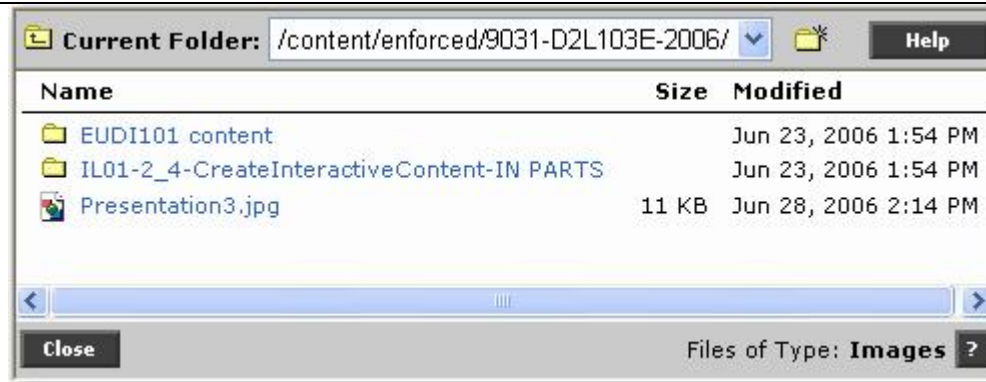 Current Folder: /content/enforced/9031-D2L103E-2006/ Help
Name Size Modified
EUDI101 content Jun 23, 2006 1:54 PM
IL01-2_4-CreateInteractiveContent-IN PARTS Jun 23, 2006 1:54 PM
Presentation3.jpg 11 KB Jun 28, 2006 2:14 PM
Close Files of Type: Images ?